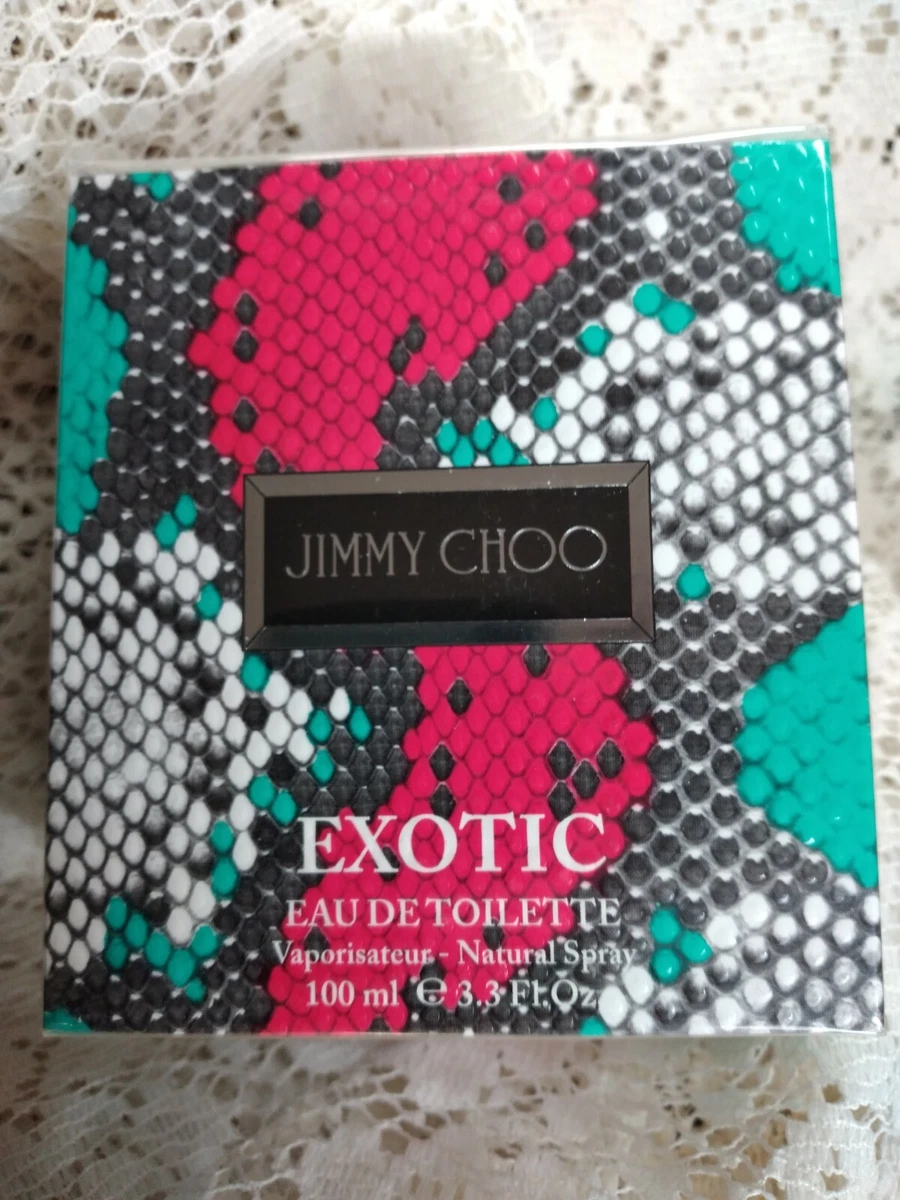 JIMMY CHOO
EXOTIC
EAU DE TOILETTE
Vaporisateur - Natural Spray
100 ml ℮ 3.3 Fl.Oz.